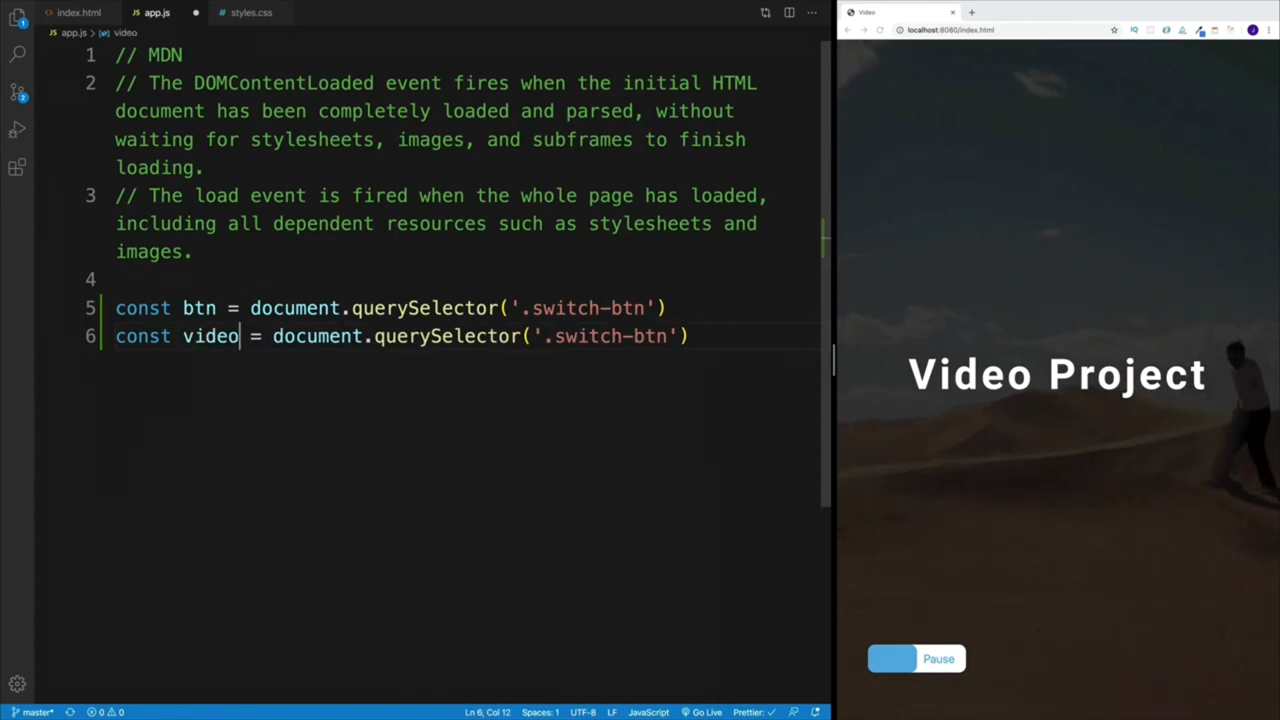 index.html
app.js
styles.css
app.js > video
1 // MDN
2 // The DOMContentLoaded event fires when the initial HTML
document has been completely loaded and parsed, without
waiting for stylesheets, images, and subframes to finish
loading.
3 // The load event is fired when the whole page has loaded,
including all dependent resources such as stylesheets and
images.
4
5 const btn = document.querySelector('.switch-btn')
6 const video = document.querySelector('.switch-btn')
master*
0 0
Ln 6, Col 12
Spaces: 1
UTF-8
LF
JavaScript
Go Live
Prettier: ✓
Video
localhost:8080/index.html
Video Project
Pause